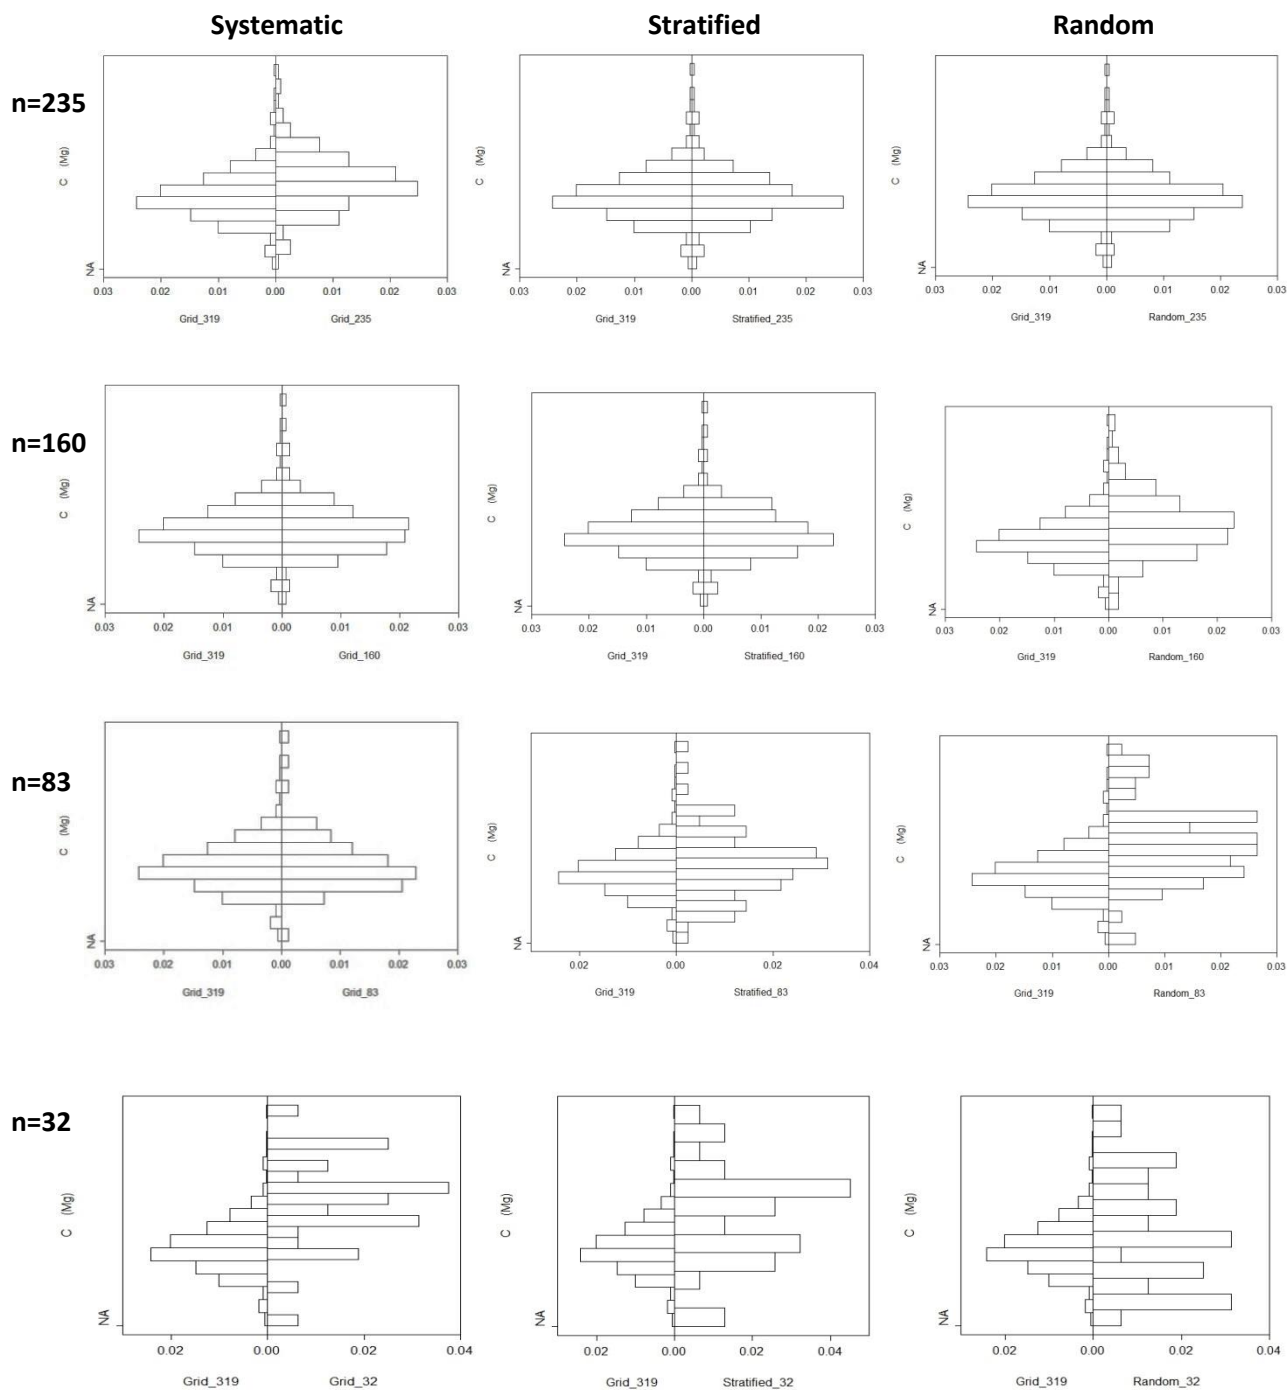 Systematic Stratified Random
n=235
C (Mg) C (Mg) C (Mg)
NA NA NA
0.03 0.02 0.01 0.00 0.01 0.02 0.03 0.03 0.02 0.01 0.00 0.01 0.02 0.03 0.03 0.02 0.01 0.00 0.01 0.02 0.03
Grid_319 Grid_235 Grid_319 Stratified_235 Grid_319 Random_235
n=160
C (Mg) C (Mg) C (Mg)
NA NA NA
0.03 0.02 0.01 0.00 0.01 0.02 0.03 0.03 0.02 0.01 0.00 0.01 0.02 0.03 0.03 0.02 0.01 0.00 0.01 0.02 0.03
Grid_319 Grid_160 Grid_319 Stratified_160 Grid_319 Random_160
n=83
C (Mg) C (Mg) C (Mg)
NA NA NA
0.03 0.02 0.01 0.00 0.01 0.02 0.03 0.02 0.00 0.02 0.04 0.03 0.02 0.01 0.00 0.01 0.02 0.03
Grid_319 Grid_83 Grid_319 Stratified_83 Grid_319 Random_83
n=32
C (Mg) C (Mg) C (Mg)
NA NA NA
0.02 0.00 0.02 0.04 0.02 0.00 0.02 0.04 0.02 0.00 0.02 0.04
Grid_319 Grid_32 Grid_319 Stratified_32 Grid_319 Random_32